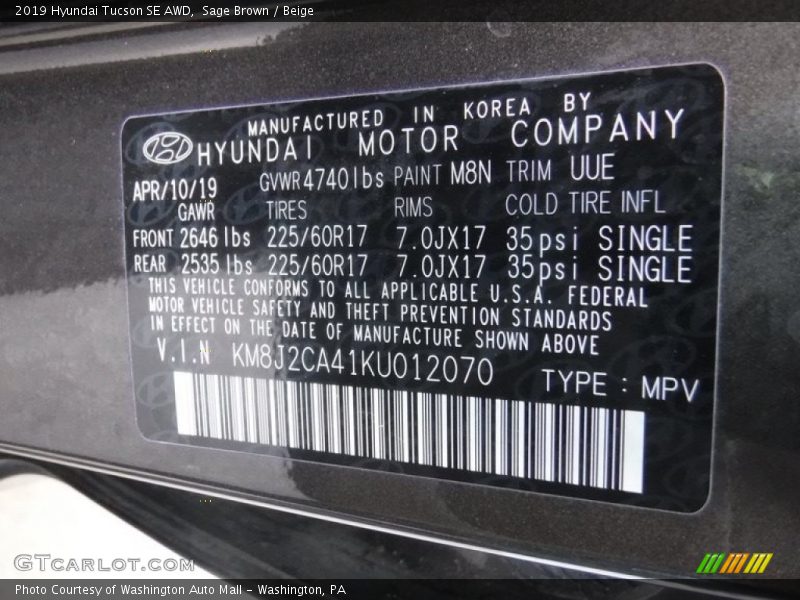 2019 Hyundai Tucson SE AWD, Sage Brown / Beige
MANUFACTURED IN KOREA BY
HYUNDAI MOTOR COMPANY
APR/10/19 GVWR 4740lbs PAINT M8N TRIM UUE
GAWR TIRES RIMS COLD TIRE INFL
FRONT 2646 lbs 225/60R17 7.0JX17 35psi SINGLE
REAR 2535 lbs 225/60R17 7.0JX17 35psi SINGLE
THIS VEHICLE CONFORMS TO ALL APPLICABLE U.S.A. FEDERAL
MOTOR VEHICLE SAFETY AND THEFT PREVENTION STANDARDS
IN EFFECT ON THE DATE OF MANUFACTURE SHOWN ABOVE
V.I.N KM8J2CA41KU012070
TYPE : MPV
GTcarlot.com
Photo Courtesy of Washington Auto Mall - Washington, PA